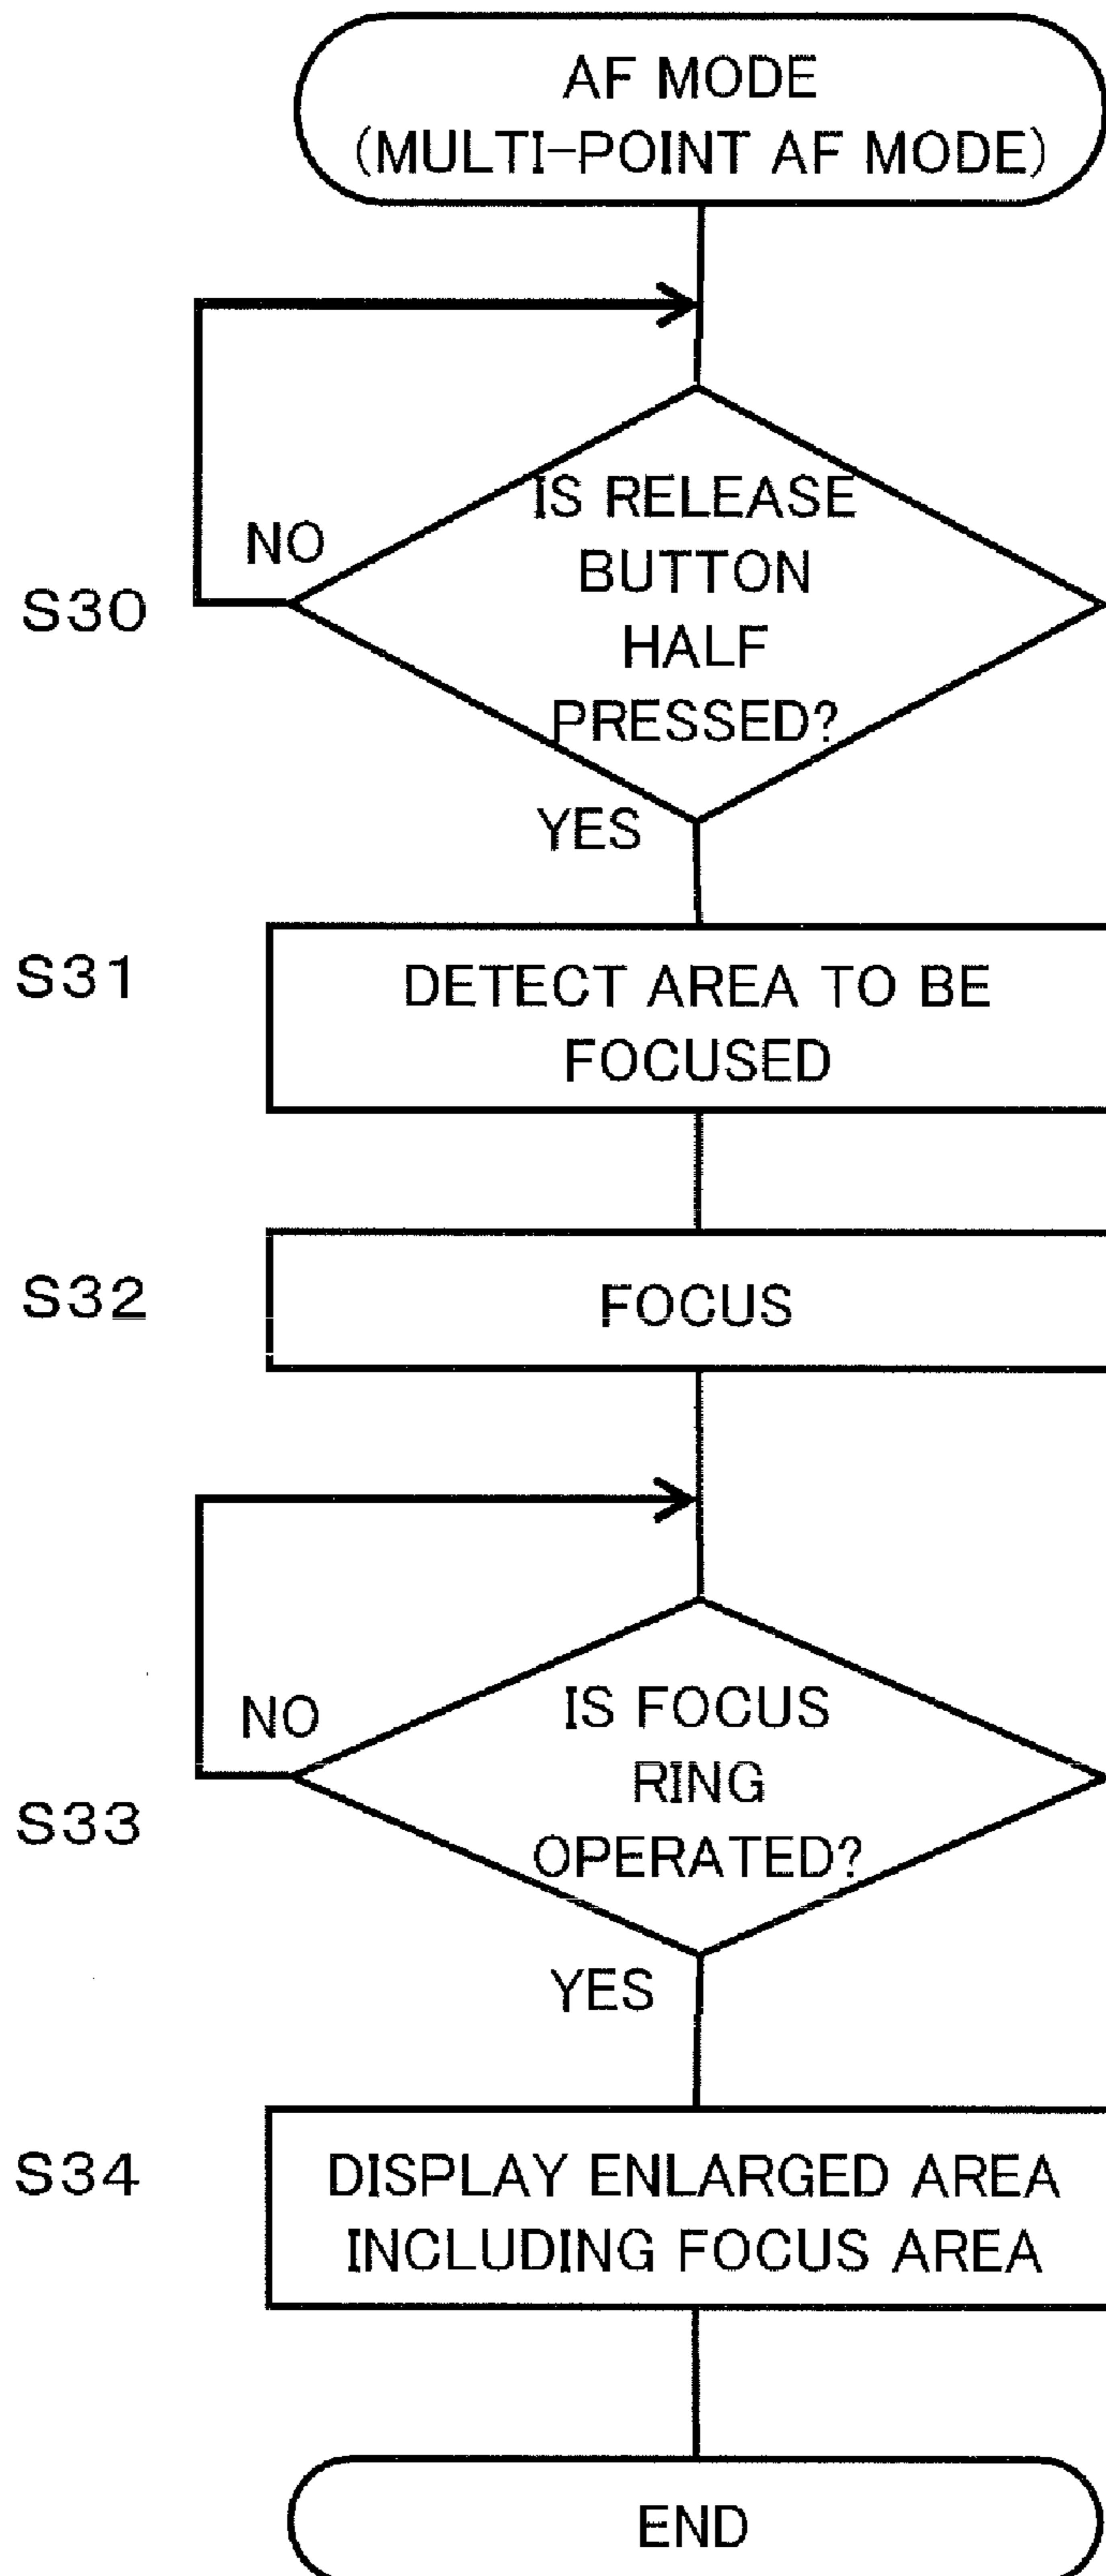 AF MODE
(MULTI-POINT AF MODE)
IS RELEASE
BUTTON
HALF
PRESSED?
NO
S30
YES
S31
DETECT AREA TO BE
FOCUSED
S32
FOCUS
IS FOCUS
RING
OPERATED?
NO
S33
YES
S34
DISPLAY ENLARGED AREA
INCLUDING FOCUS AREA
END